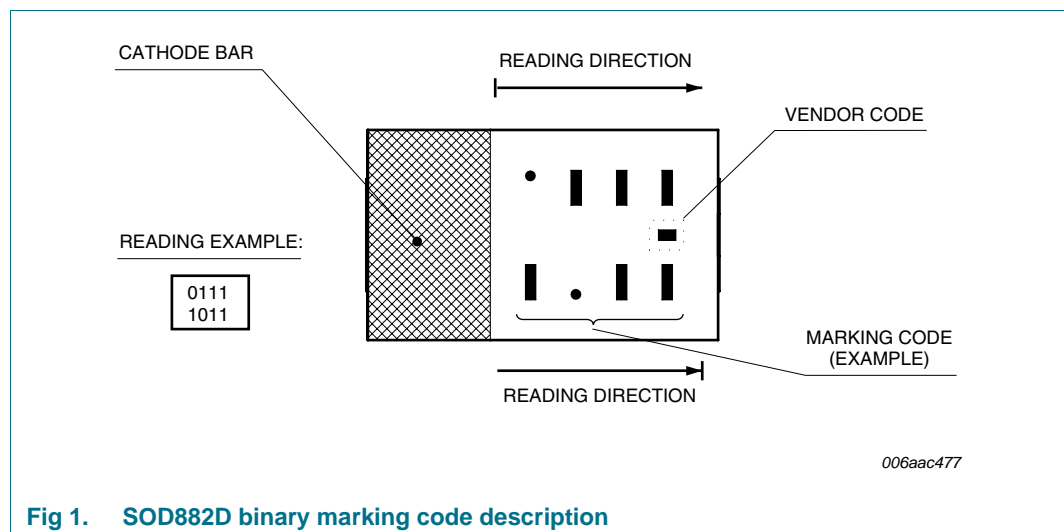 CATHODE BAR
READING DIRECTION
VENDOR CODE
READING EXAMPLE:
0111
1011
MARKING CODE
(EXAMPLE)
READING DIRECTION
006aac477
Fig 1. SOD882D binary marking code description